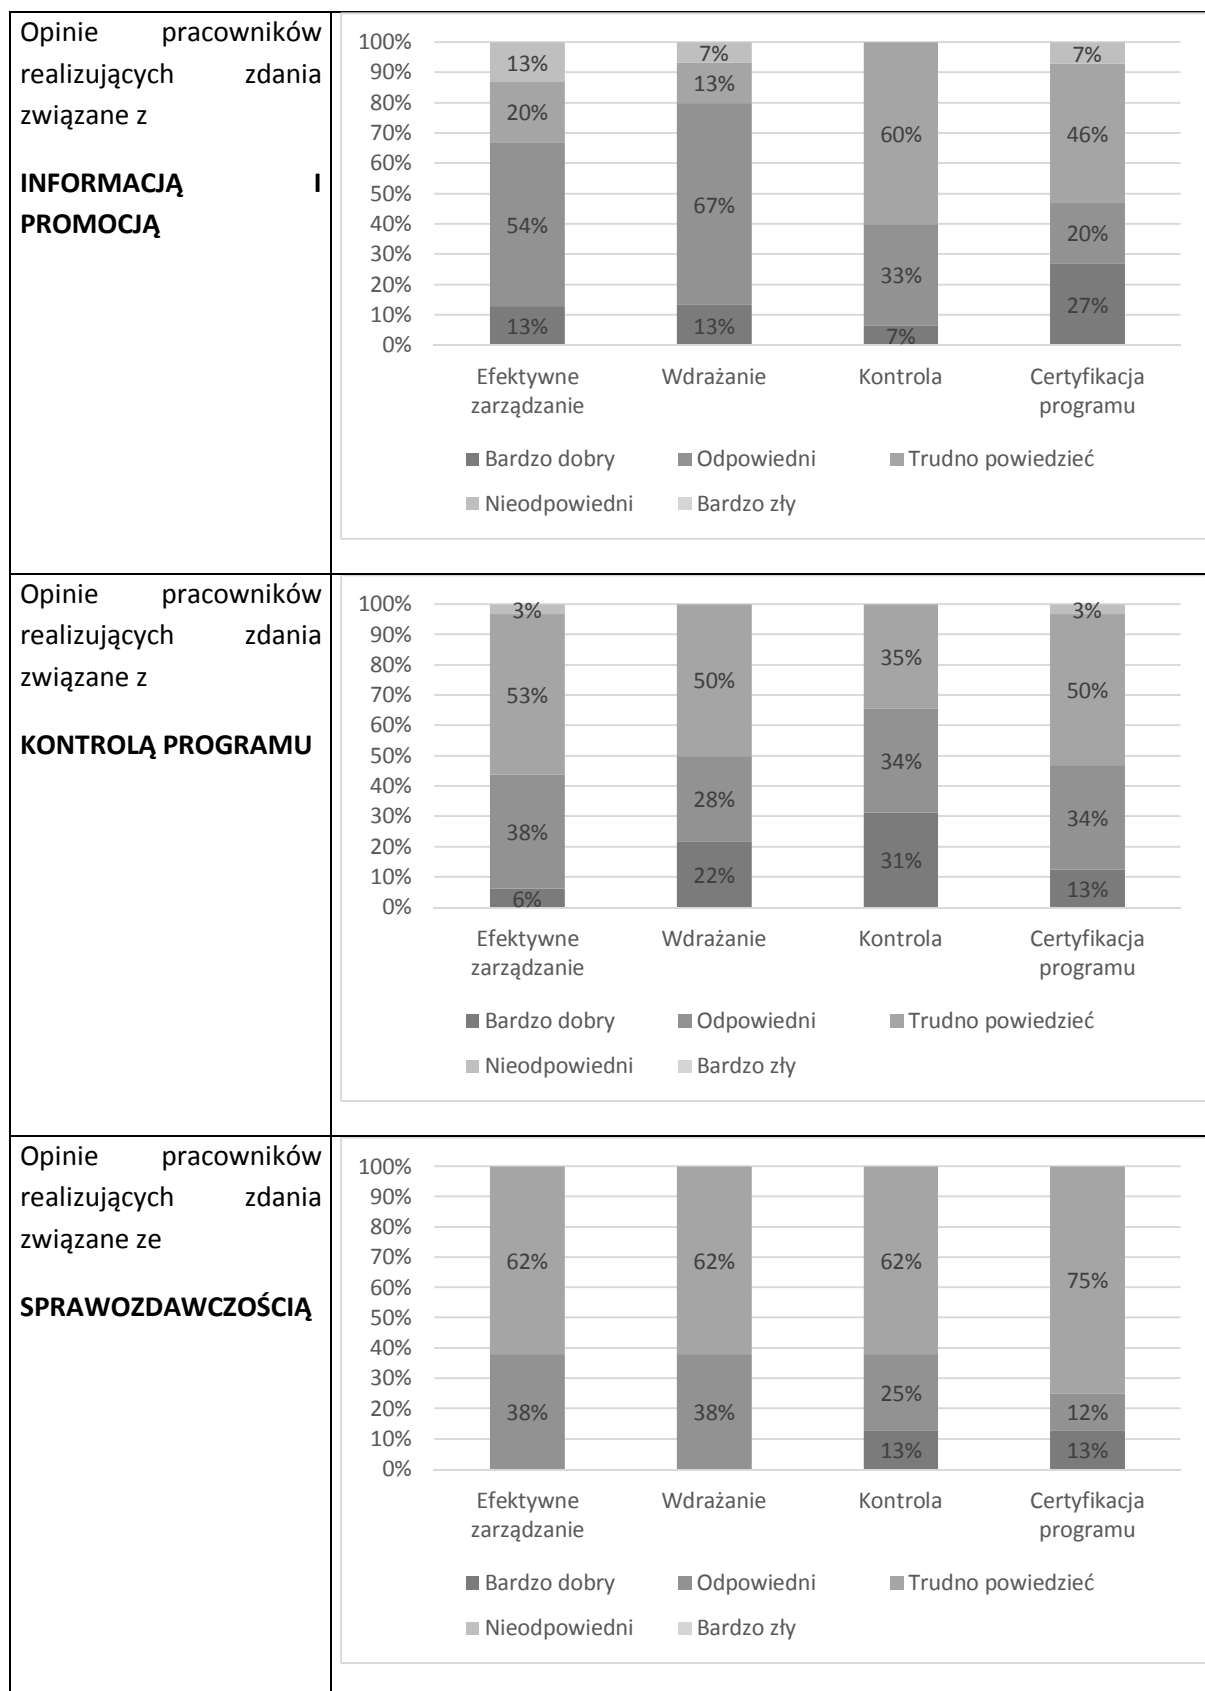 Opinie pracowników
realizujących zdania
związane z
INFORMACJĄ I
PROMOCJĄ
100%
90%
80%
70%
60%
50%
40%
30%
20%
10%
0%
13%
20%
54%
13%
7%
13%
67%
13%
60%
33%
7%
7%
46%
20%
27%
Efektywne
zarządzanie
Wdrażanie
Kontrola
Certyfikacja
programu
Bardzo dobry
Odpowiedni
Trudno powiedzieć
Nieodpowiedni
Bardzo zły
Opinie pracowników
realizujących zdania
związane z
KONTROLĄ PROGRAMU
100%
90%
80%
70%
60%
50%
40%
30%
20%
10%
0%
3%
53%
38%
6%
50%
28%
22%
35%
34%
31%
3%
50%
34%
13%
Efektywne
zarządzanie
Wdrażanie
Kontrola
Certyfikacja
programu
Bardzo dobry
Odpowiedni
Trudno powiedzieć
Nieodpowiedni
Bardzo zły
Opinie pracowników
realizujących zdania
związane ze
SPRAWOZDAWCZOŚCIĄ
100%
90%
80%
70%
60%
50%
40%
30%
20%
10%
0%
62%
38%
62%
38%
62%
25%
13%
75%
12%
13%
Efektywne
zarządzanie
Wdrażanie
Kontrola
Certyfikacja
programu
Bardzo dobry
Odpowiedni
Trudno powiedzieć
Nieodpowiedni
Bardzo zły